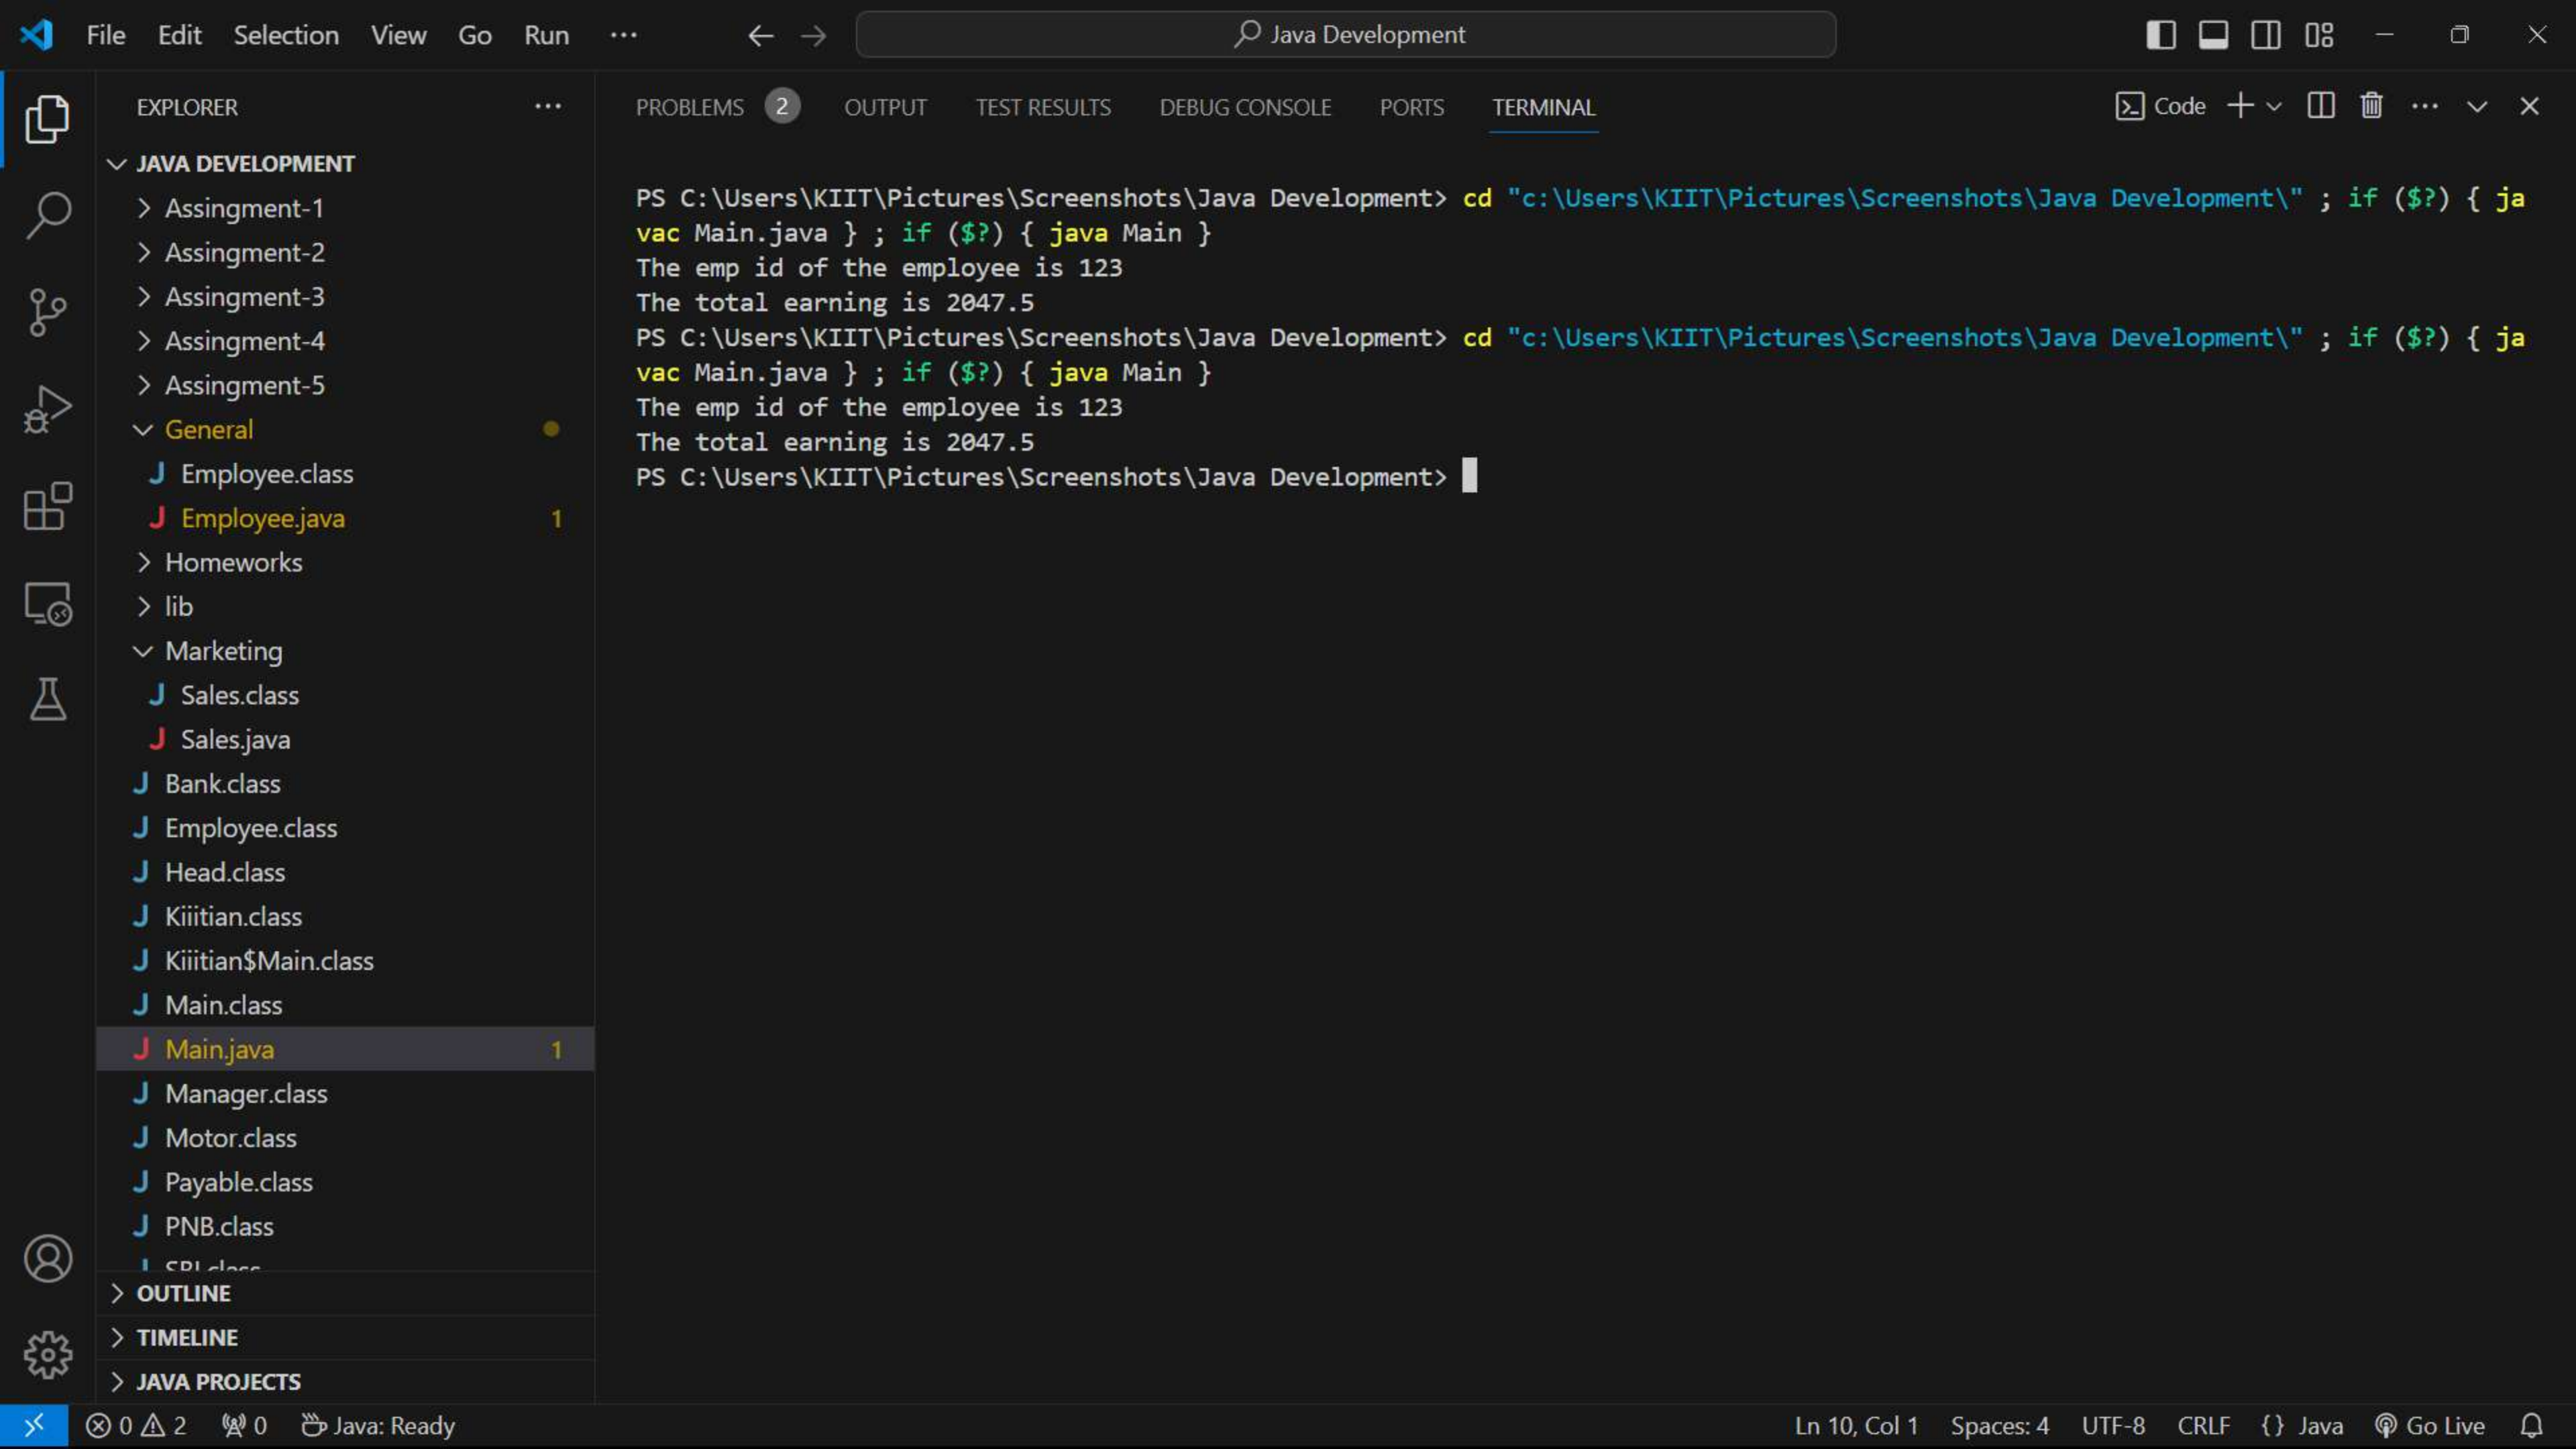 File Edit Selection View Go Run ···
Java Development
EXPLORER
JAVA DEVELOPMENT
Assingment-1
Assingment-2
Assingment-3
Assingment-4
Assingment-5
General
J Employee.class
J Employee.java 1
Homeworks
lib
Marketing
J Sales.class
J Sales.java
J Bank.class
J Employee.class
J Head.class
J Kiiitian.class
J Kiiitian$Main.class
J Main.class
J Main.java 1
J Manager.class
J Motor.class
J Payable.class
J PNB.class
J SBI.class
OUTLINE
TIMELINE
JAVA PROJECTS
PROBLEMS 2 OUTPUT TEST RESULTS DEBUG CONSOLE PORTS TERMINAL
Code
PS C:\Users\KIIT\Pictures\Screenshots\Java Development> cd "c:\Users\KIIT\Pictures\Screenshots\Java Development\" ; if ($?) { ja
vac Main.java } ; if ($?) { java Main }
The emp id of the employee is 123
The total earning is 2047.5
PS C:\Users\KIIT\Pictures\Screenshots\Java Development> cd "c:\Users\KIIT\Pictures\Screenshots\Java Development\" ; if ($?) { ja
vac Main.java } ; if ($?) { java Main }
The emp id of the employee is 123
The total earning is 2047.5
PS C:\Users\KIIT\Pictures\Screenshots\Java Development>
0 2 0 Java: Ready Ln 10, Col 1 Spaces: 4 UTF-8 CRLF {} Java Go Live